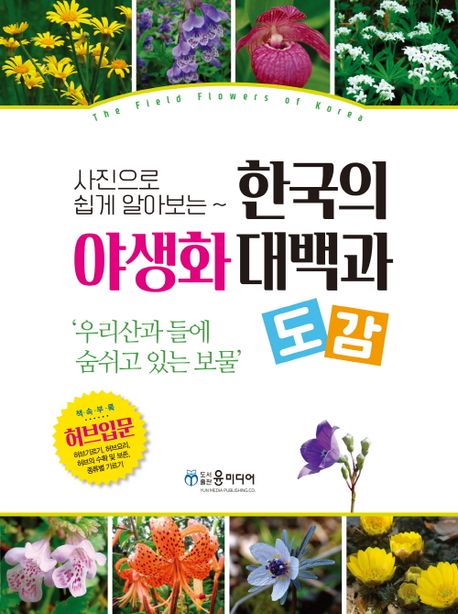 The Field Flowers of Korea
사진으로
쉽게 알아보는 ~
한국의
야생화 대백과
도감
‘우리산과 들에
숨쉬고 있는 보물’
책·속·부·록
허브입문
허브기르기, 허브요리,
허브의 수확 및 보존,
종류별 기르기
도서출판 윤미디어
YUN MEDIA PUBLISHING CO.